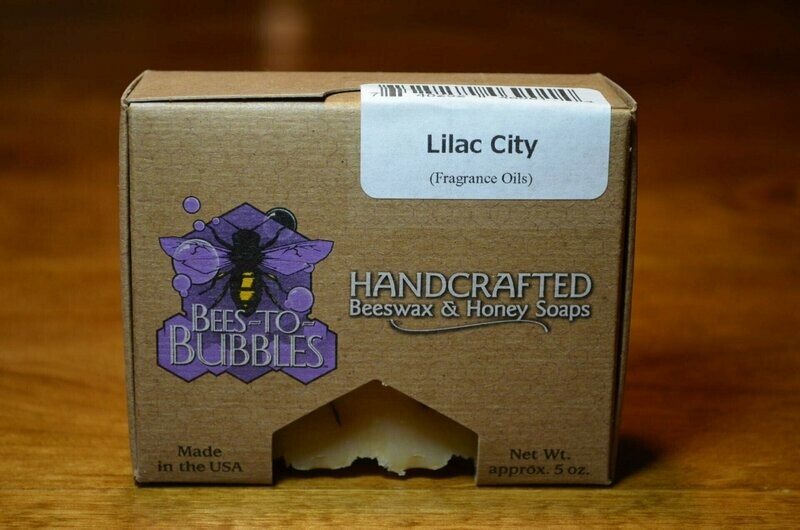 Lilac City
(Fragrance Oils)
BEES-TO-
BUBBLES
HANDCRAFTED
Beeswax & Honey Soaps
Made
in the USA
Net Wt.
approx. 5 oz.